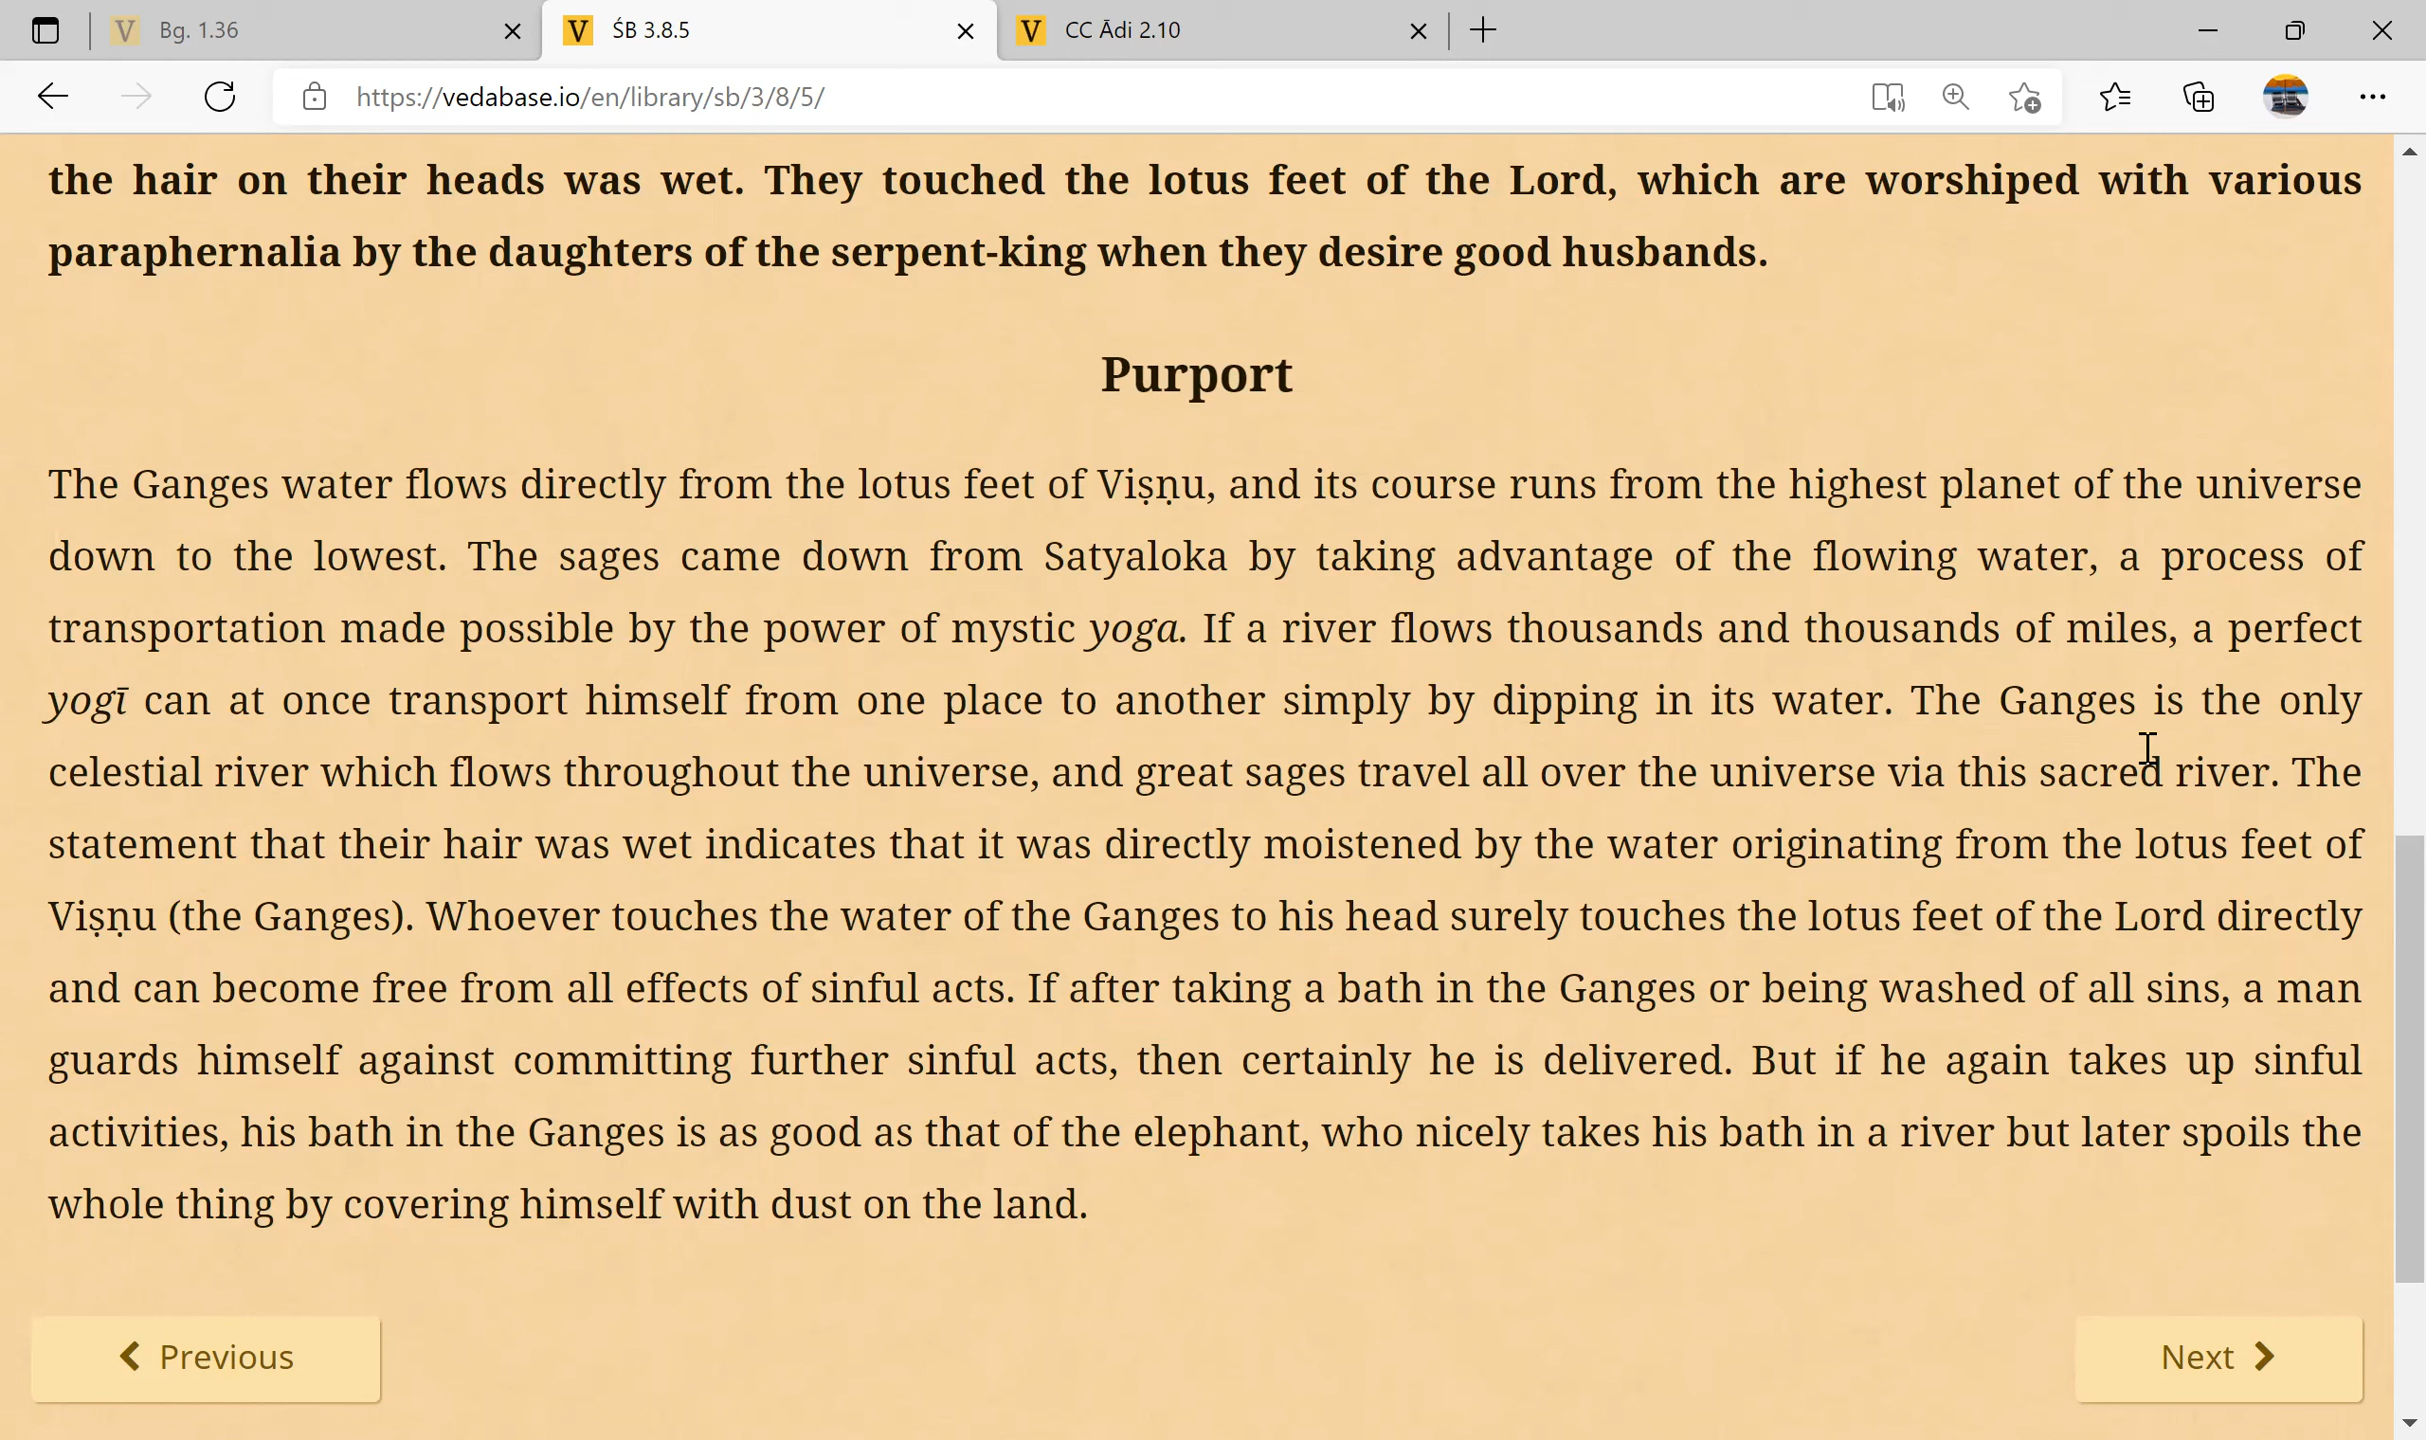 Bg. 1.36
ŚB 3.8.5
CC Ādi 2.10
https://vedabase.io/en/library/sb/3/8/5/
the hair on their heads was wet. They touched the lotus feet of the Lord, which are worshiped with various
paraphernalia by the daughters of the serpent-king when they desire good husbands.
Purport
The Ganges water flows directly from the lotus feet of Viṣṇu, and its course runs from the highest planet of the universe
down to the lowest. The sages came down from Satyaloka by taking advantage of the flowing water, a process of
transportation made possible by the power of mystic yoga. If a river flows thousands and thousands of miles, a perfect
yogī can at once transport himself from one place to another simply by dipping in its water. The Ganges is the only
celestial river which flows throughout the universe, and great sages travel all over the universe via this sacred river. The
statement that their hair was wet indicates that it was directly moistened by the water originating from the lotus feet of
Viṣṇu (the Ganges). Whoever touches the water of the Ganges to his head surely touches the lotus feet of the Lord directly
and can become free from all effects of sinful acts. If after taking a bath in the Ganges or being washed of all sins, a man
guards himself against committing further sinful acts, then certainly he is delivered. But if he again takes up sinful
activities, his bath in the Ganges is as good as that of the elephant, who nicely takes his bath in a river but later spoils the
whole thing by covering himself with dust on the land.
Previous
Next